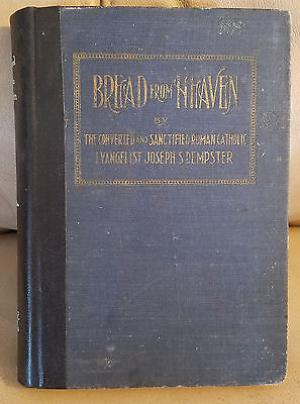 BREAD FROM HEAVEN
BY
THE CONVERTED AND SANCTIFIED ROMAN CATHOLIC
EVANGELIST JOSEPH S DEMPSTER